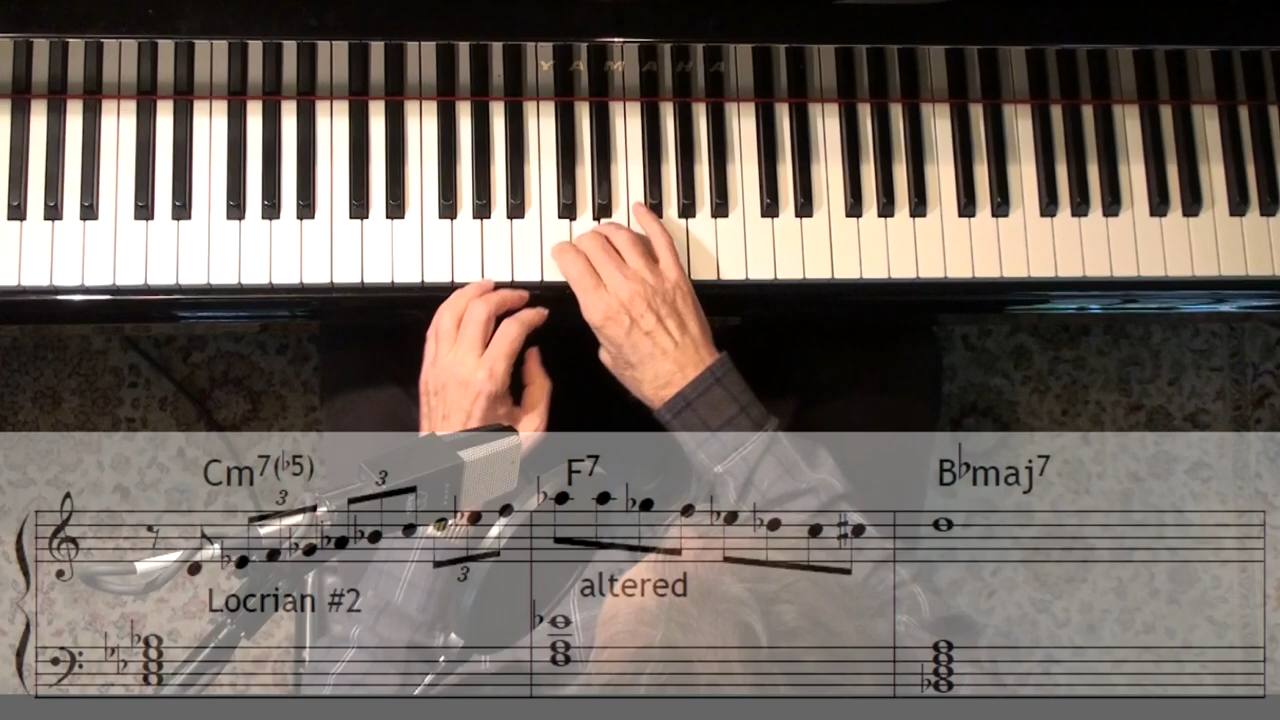 YAMAHA
Cm7(♭5) F7 B♭maj7
3 3
3
Locrian #2 altered